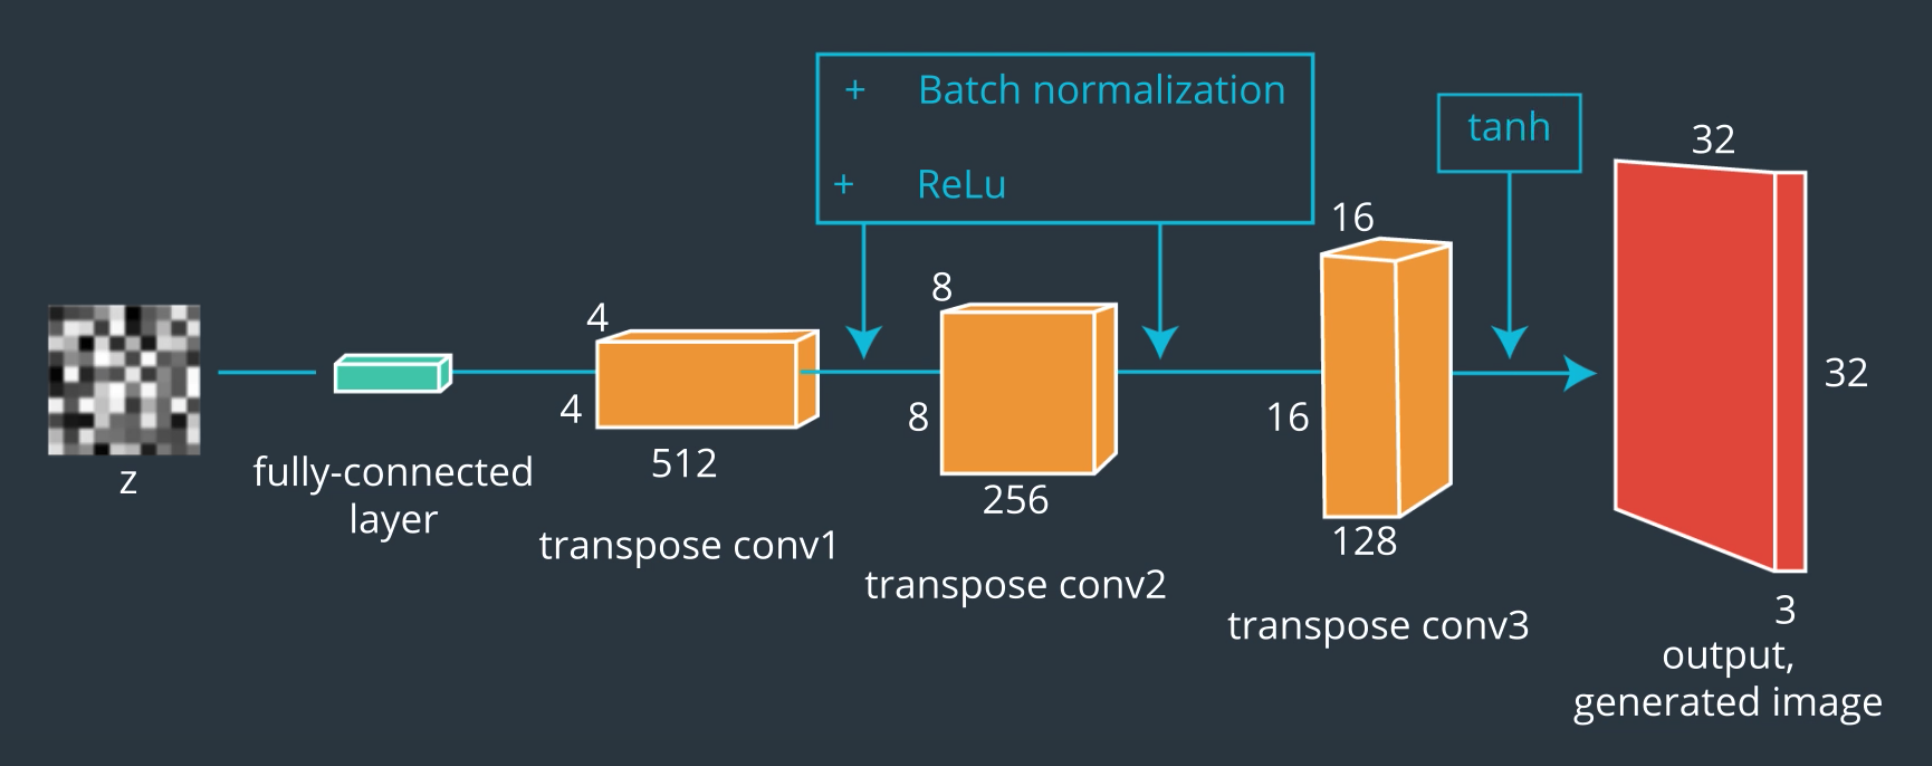 + Batch normalization
+ ReLu
tanh
z
fully-connected
layer
4
4
512
transpose conv1
8
8
256
transpose conv2
16
16
128
transpose conv3
32
32
3
output,
generated image